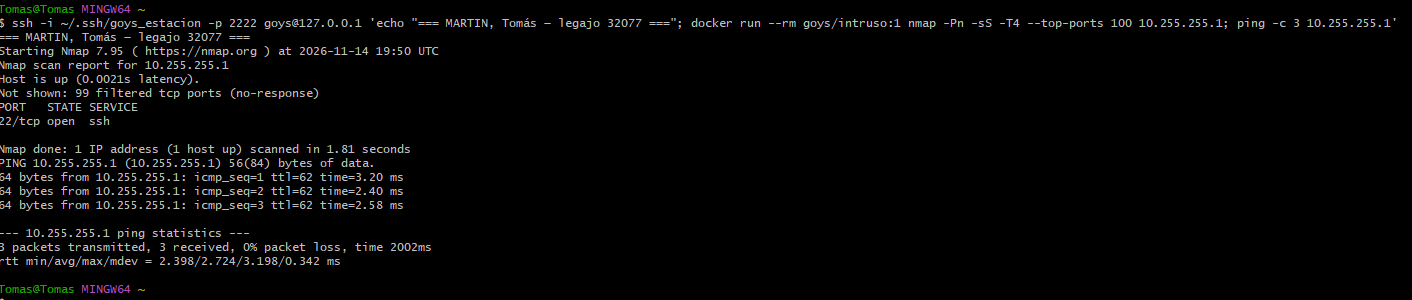 Tomas@Tomas MINGW64 ~
$ ssh -i ~/.ssh/goys_estacion -p 2222 goys@127.0.0.1 'echo "=== MARTIN, Tomás — legajo 32077 ==="; docker run --rm goys/intruso:1 nmap -Pn -sS -T4 --top-ports 100 10.255.255.1; ping -c 3 10.255.255.1'
=== MARTIN, Tomás — legajo 32077 ===
Starting Nmap 7.95 ( https://nmap.org ) at 2026-11-14 19:50 UTC
Nmap scan report for 10.255.255.1
Host is up (0.0021s latency).
Not shown: 99 filtered tcp ports (no-response)
PORT   STATE SERVICE
22/tcp open  ssh
Nmap done: 1 IP address (1 host up) scanned in 1.81 seconds
PING 10.255.255.1 (10.255.255.1) 56(84) bytes of data.
64 bytes from 10.255.255.1: icmp_seq=1 ttl=62 time=3.20 ms
64 bytes from 10.255.255.1: icmp_seq=2 ttl=62 time=2.40 ms
64 bytes from 10.255.255.1: icmp_seq=3 ttl=62 time=2.58 ms
--- 10.255.255.1 ping statistics ---
3 packets transmitted, 3 received, 0% packet loss, time 2002ms
rtt min/avg/max/mdev = 2.398/2.724/3.198/0.342 ms
Tomas@Tomas MINGW64 ~